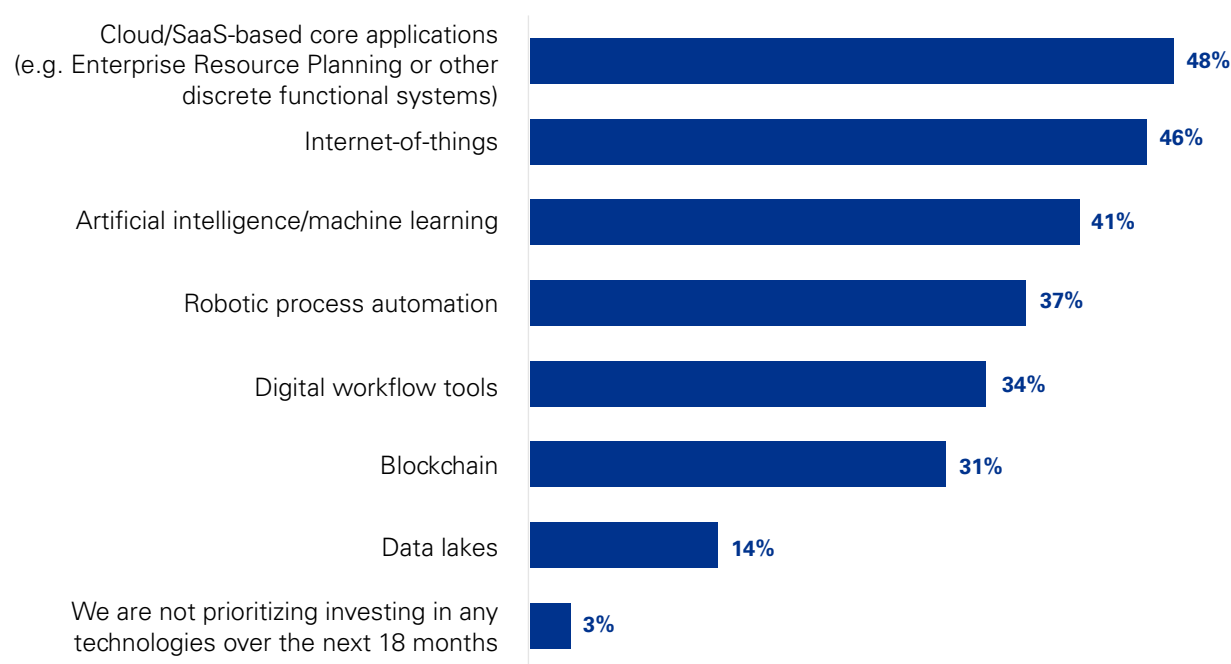 Cloud/SaaS-based core applications
(e.g. Enterprise Resource Planning or other
discrete functional systems)
48%
Internet-of-things
46%
Artificial intelligence/machine learning
41%
Robotic process automation
37%
Digital workflow tools
34%
Blockchain
31%
Data lakes
14%
We are not prioritizing investing in any
technologies over the next 18 months
3%